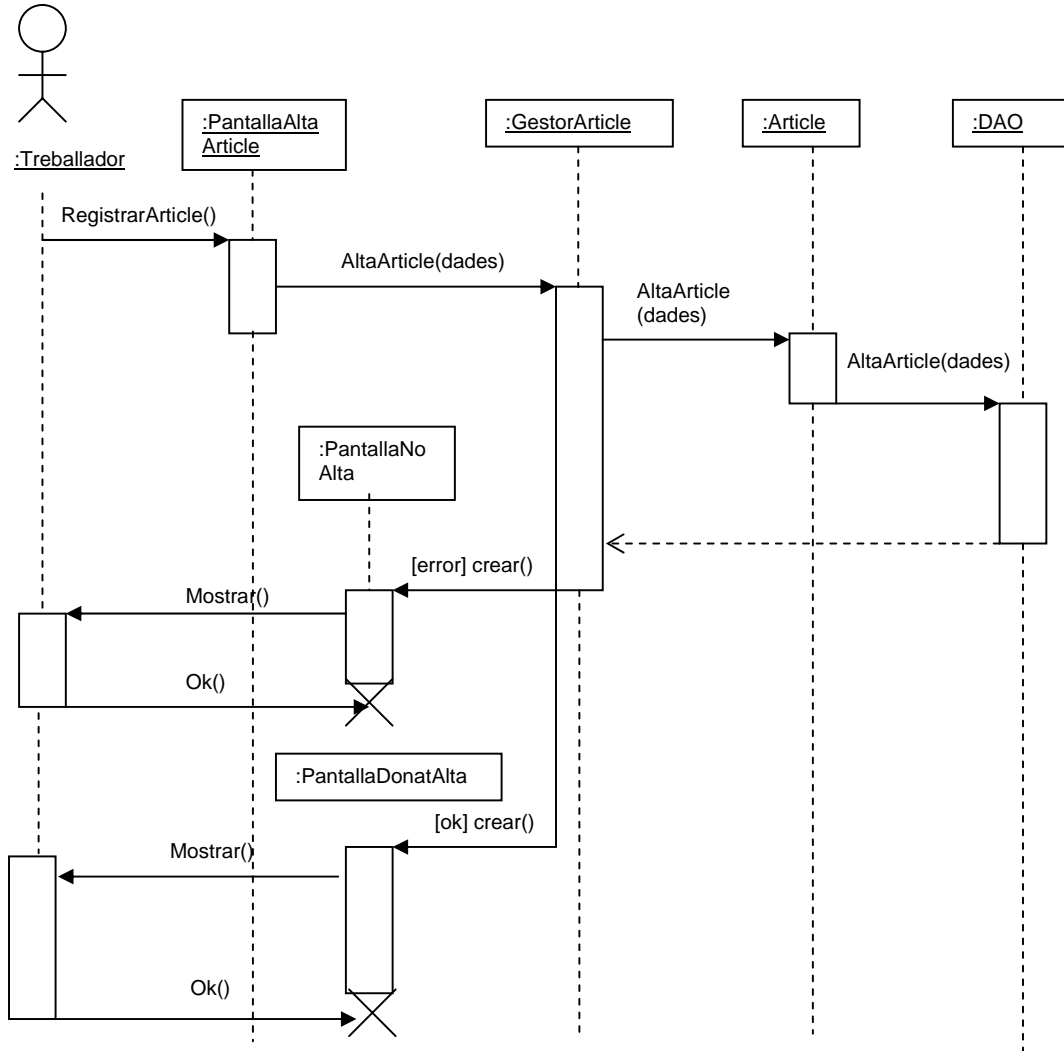 :Treballador
:PantallaAlta
Article
:GestorArticle
:Article
:DAO
RegistrarArticle()
AltaArticle(dades)
AltaArticle
(dades)
AltaArticle(dades)
:PantallaNo
Alta
[error] crear()
Mostrar()
Ok()
:PantallaDonatAlta
[ok] crear()
Mostrar()
Ok()